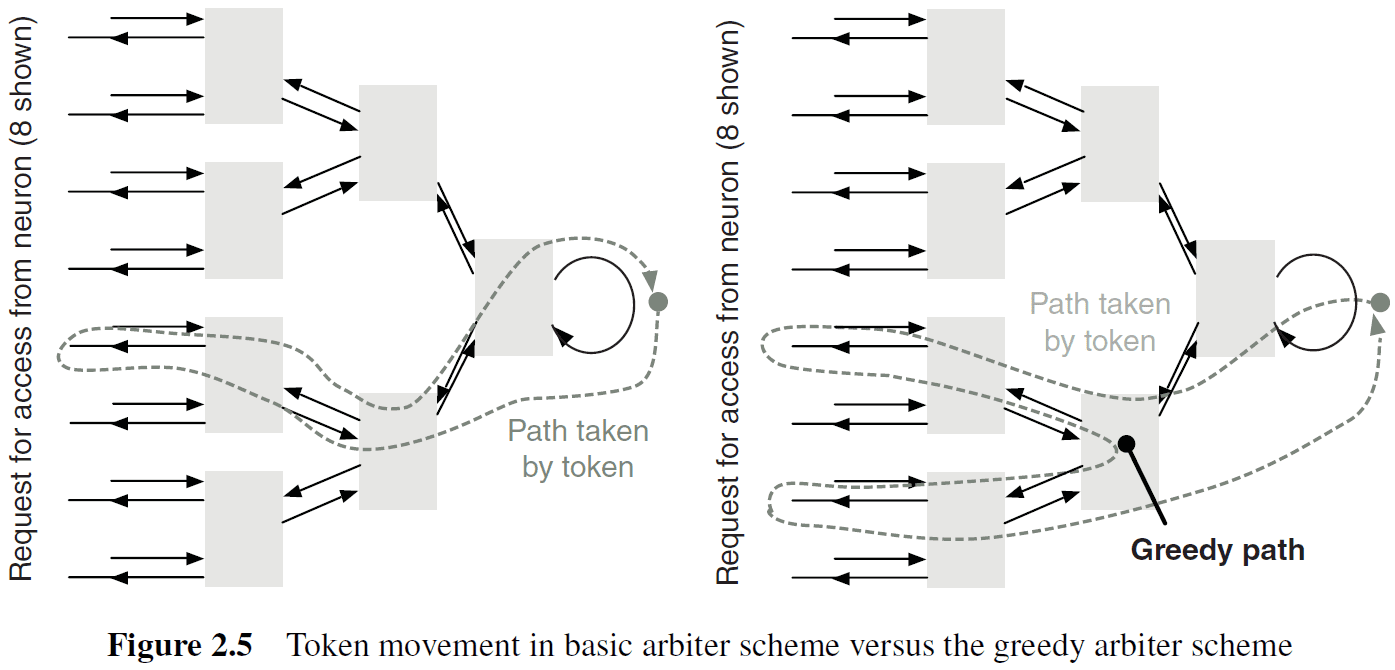 Request for access from neuron (8 shown)
Path taken
by token
Request for access from neuron (8 shown)
Path taken
by token
Greedy path
Figure 2.5 Token movement in basic arbiter scheme versus the greedy arbiter scheme